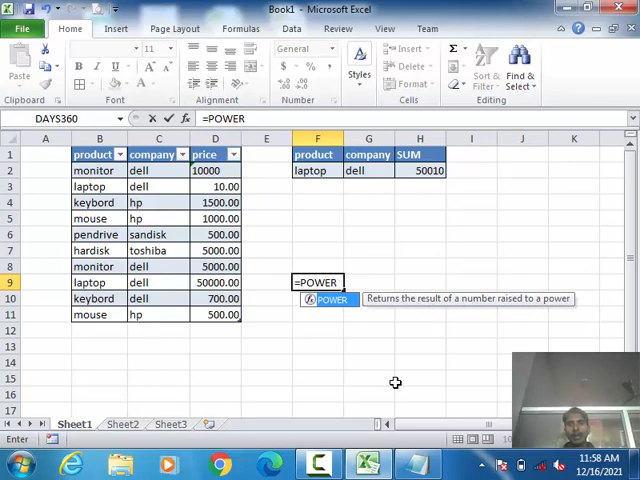 Book1 - Microsoft Excel
File Home Insert Page Layout Formulas Data Review View
Paste
Clipboard
B I U
11
Font
Alignment
General
$ % ,
Number
Styles
Insert
Delete
Format
Cells
Σ
Sort & Filter
Find & Select
Editing
DAYS360 fx =POWER
A B C D E F G H I J K
1 product company price product company SUM
2 monitor dell 10000 laptop dell 50010
3 laptop dell 10.00
4 keybord hp 1500.00
5 mouse hp 1000.00
6 pendrive sandisk 500.00
7 hardisk toshiba 5000.00
8 monitor dell 5000.00
9 laptop dell 50000.00 =POWER
10 keybord dell 700.00 fx POWER Returns the result of a number raised to a power
11 mouse hp 500.00
12
13
14
15
16
17
Sheet1 Sheet2 Sheet3
Enter
11:58 AM
12/16/2021